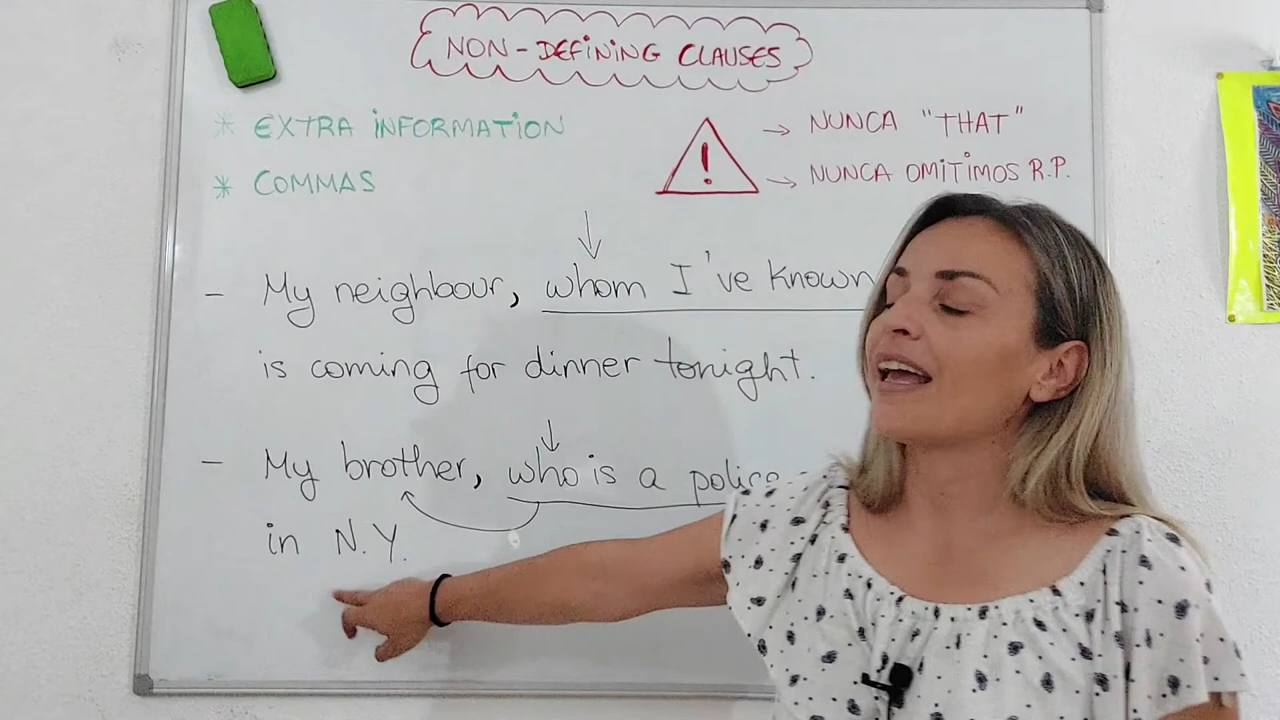 NON-DEFINING CLAUSES
* EXTRA INFORMATION
* COMMAS
! → NUNCA "THAT"
→ NUNCA OMITIMOS R.P.
- My neighbour, whom I've known
is coming for dinner tonight.
- My brother, who is a police
in N.Y.